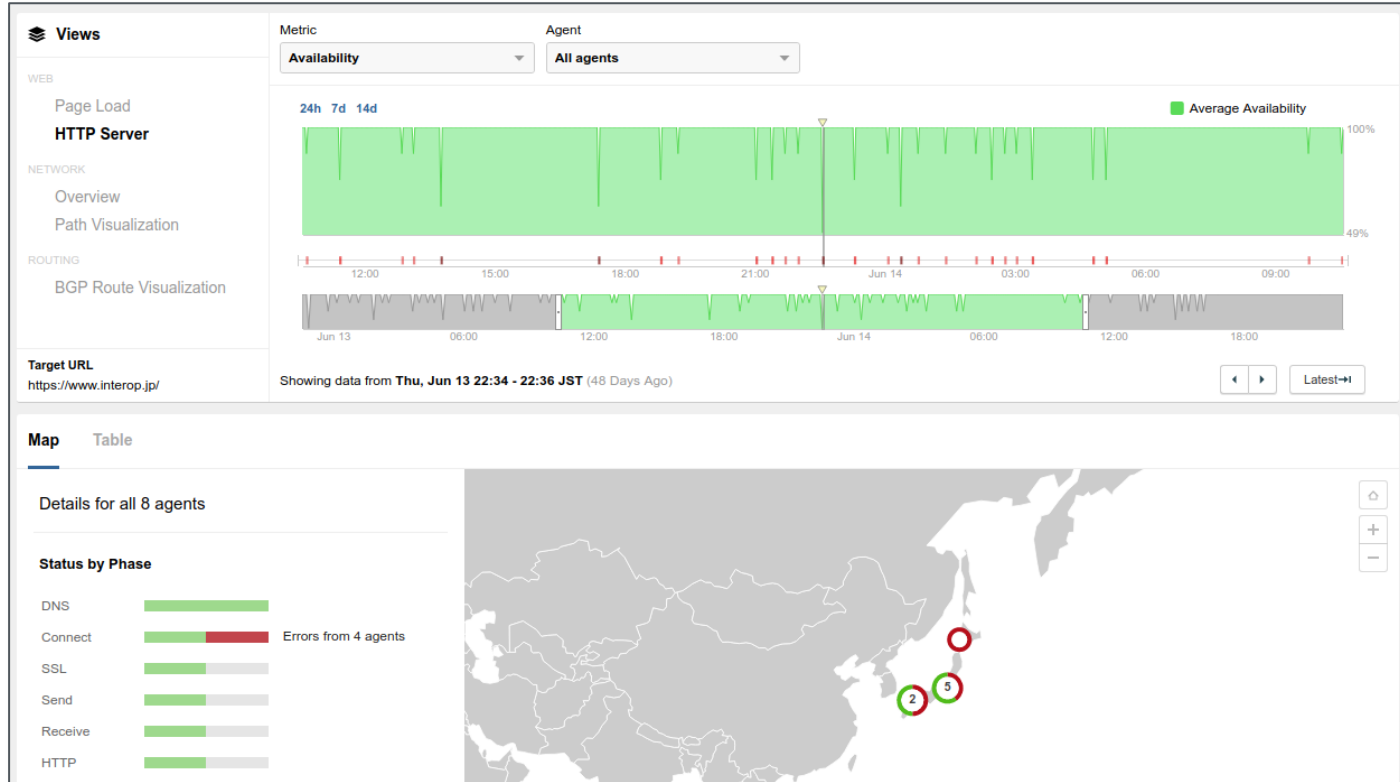 Views
WEB
Page Load
HTTP Server
NETWORK
Overview
Path Visualization
ROUTING
BGP Route Visualization
Target URL
https://www.interop.jp/
Metric
Agent
Availability
All agents
24h 7d 14d
Average Availability
100%
49%
12:00 15:00 18:00 21:00 Jun 14 03:00 06:00 09:00
Jun 13 06:00 12:00 18:00 Jun 14 06:00 12:00 18:00
Showing data from Thu, Jun 13 22:34 - 22:36 JST (48 Days Ago)
Latest
Map Table
Details for all 8 agents
Status by Phase
DNS
Connect Errors from 4 agents
SSL
Send
Receive
HTTP
5
2
+
−